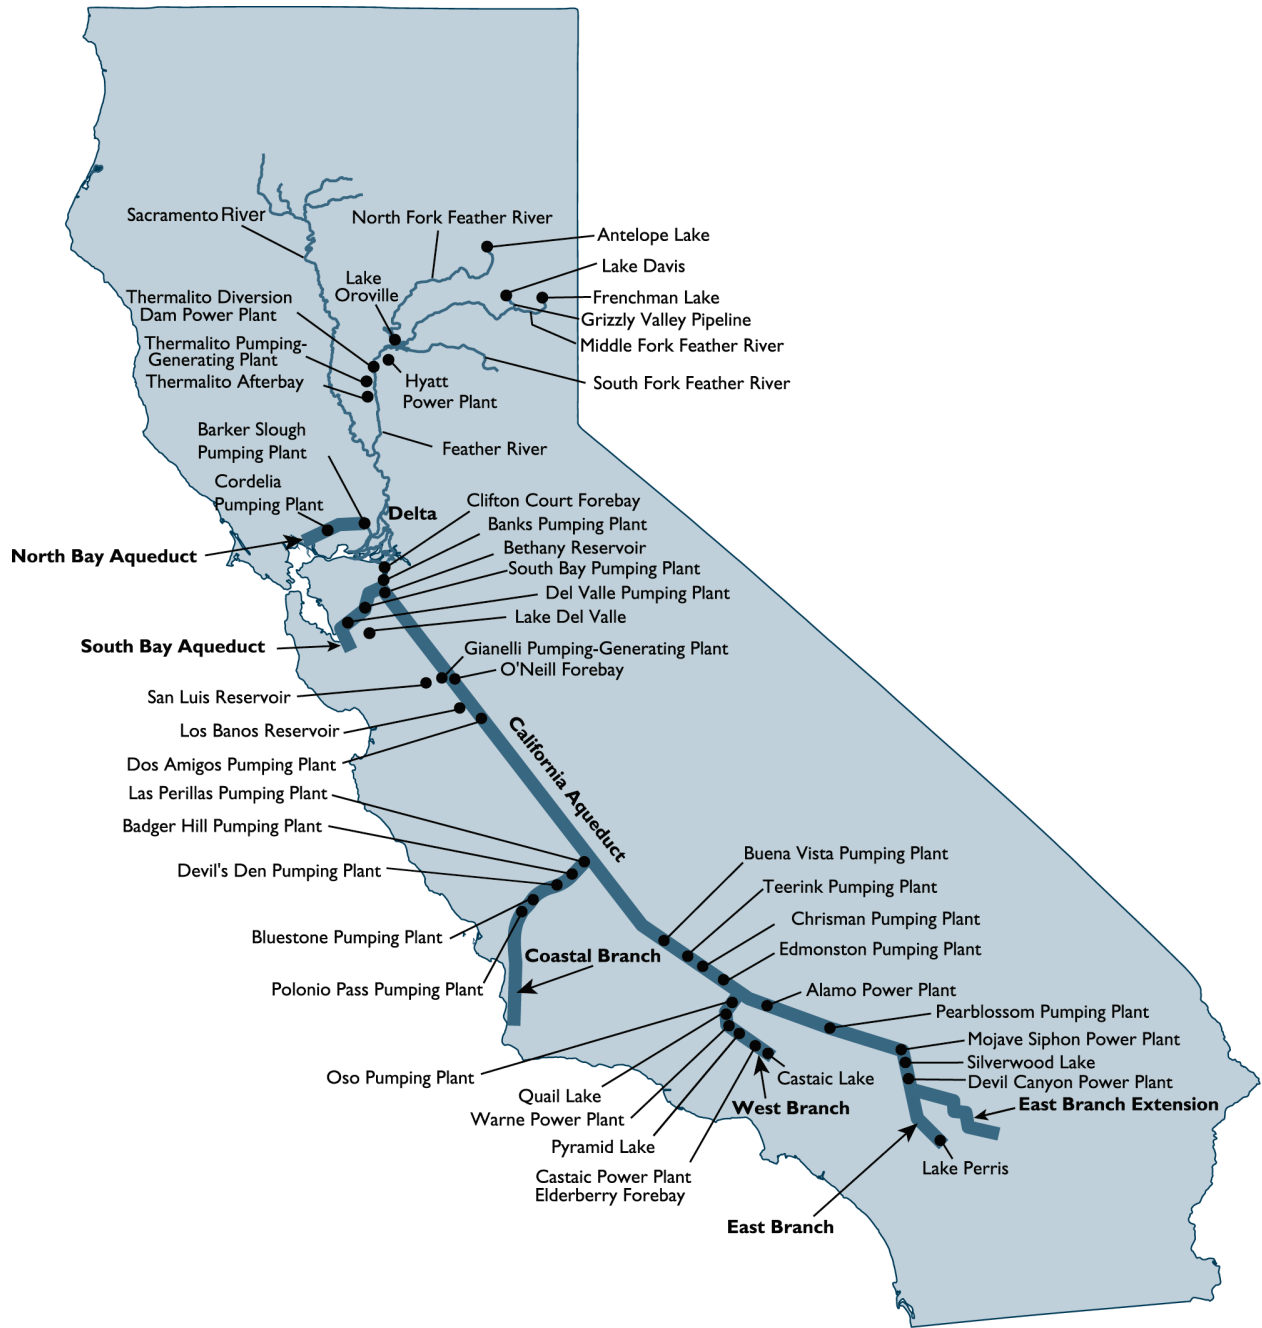 Sacramento River
North Fork Feather River
Antelope Lake
Lake Davis
Lake
Oroville
Thermalito Diversion
Dam Power Plant
Frenchman Lake
Grizzly Valley Pipeline
Thermalito Pumping-
Generating Plant
Middle Fork Feather River
Thermalito Afterbay
Hyatt
Power Plant
South Fork Feather River
Barker Slough
Pumping Plant
Feather River
Cordelia
Pumping Plant
Delta
Clifton Court Forebay
Banks Pumping Plant
North Bay Aqueduct
Bethany Reservoir
South Bay Pumping Plant
Del Valle Pumping Plant
Lake Del Valle
South Bay Aqueduct
Gianelli Pumping-Generating Plant
O'Neill Forebay
San Luis Reservoir
Los Banos Reservoir
California Aqueduct
Dos Amigos Pumping Plant
Las Perillas Pumping Plant
Badger Hill Pumping Plant
Devil's Den Pumping Plant
Buena Vista Pumping Plant
Teerink Pumping Plant
Chrisman Pumping Plant
Bluestone Pumping Plant
Edmonston Pumping Plant
Coastal Branch
Polonio Pass Pumping Plant
Alamo Power Plant
Pearblossom Pumping Plant
Mojave Siphon Power Plant
Silverwood Lake
Devil Canyon Power Plant
Oso Pumping Plant
Castaic Lake
Quail Lake
West Branch
East Branch Extension
Warne Power Plant
Pyramid Lake
Lake Perris
Castaic Power Plant
Elderberry Forebay
East Branch